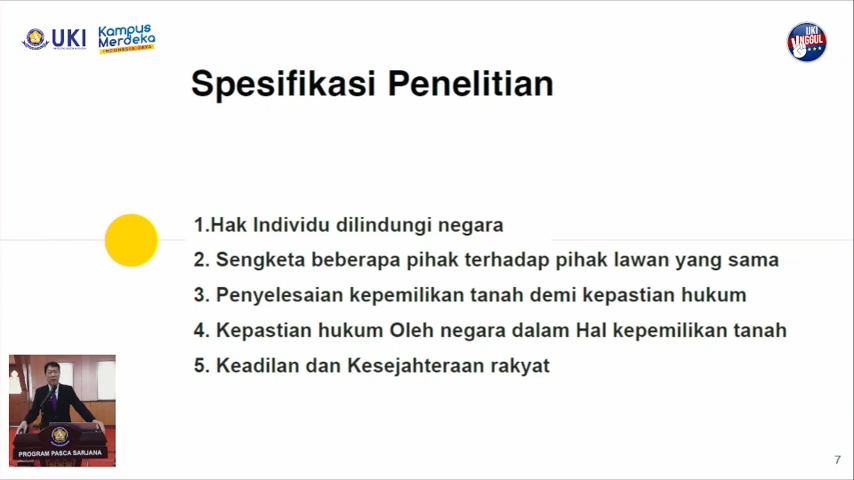 UKI
Kampus
Merdeka
INDONESIA JAYA
UKI
UNGGUL
Spesifikasi Penelitian
1.Hak Individu dilindungi negara
2. Sengketa beberapa pihak terhadap pihak lawan yang sama
3. Penyelesaian kepemilikan tanah demi kepastian hukum
4. Kepastian hukum Oleh negara dalam Hal kepemilikan tanah
5. Keadilan dan Kesejahteraan rakyat
PROGRAM PASCA SARJANA
7